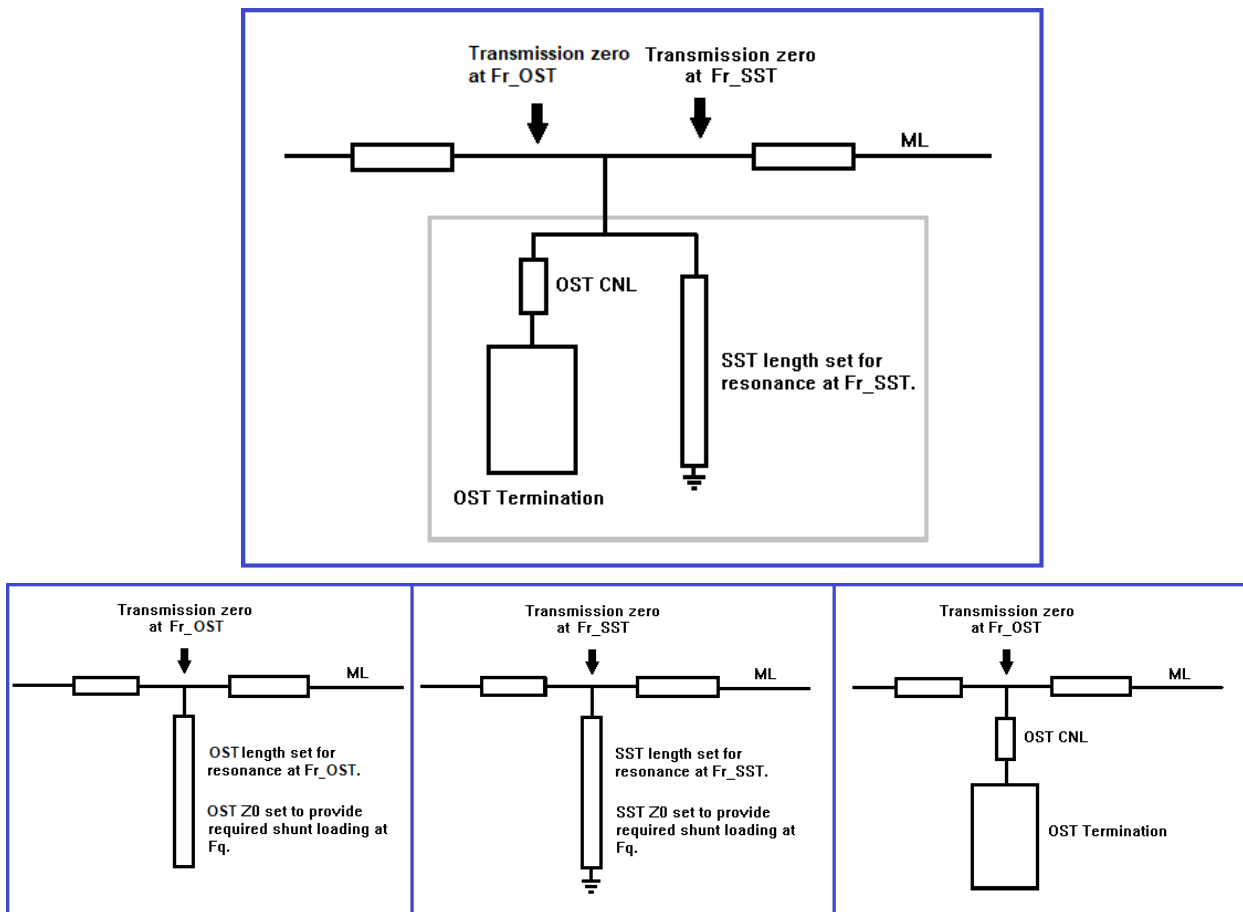 Transmission zero
at Fr_OST
Transmission zero
at Fr_SST
ML
OST CNL
SST length set for
resonance at Fr_SST.
OST Termination
Transmission zero
at Fr_OST
ML
OST length set for
resonance at Fr_OST.
OST Z0 set to provide
required shunt loading at
Fq.
Transmission zero
at Fr_SST
ML
SST length set for
resonance at Fr_SST.
SST Z0 set to provide
required shunt loading at
Fq.
Transmission zero
at Fr_OST
ML
OST CNL
OST Termination